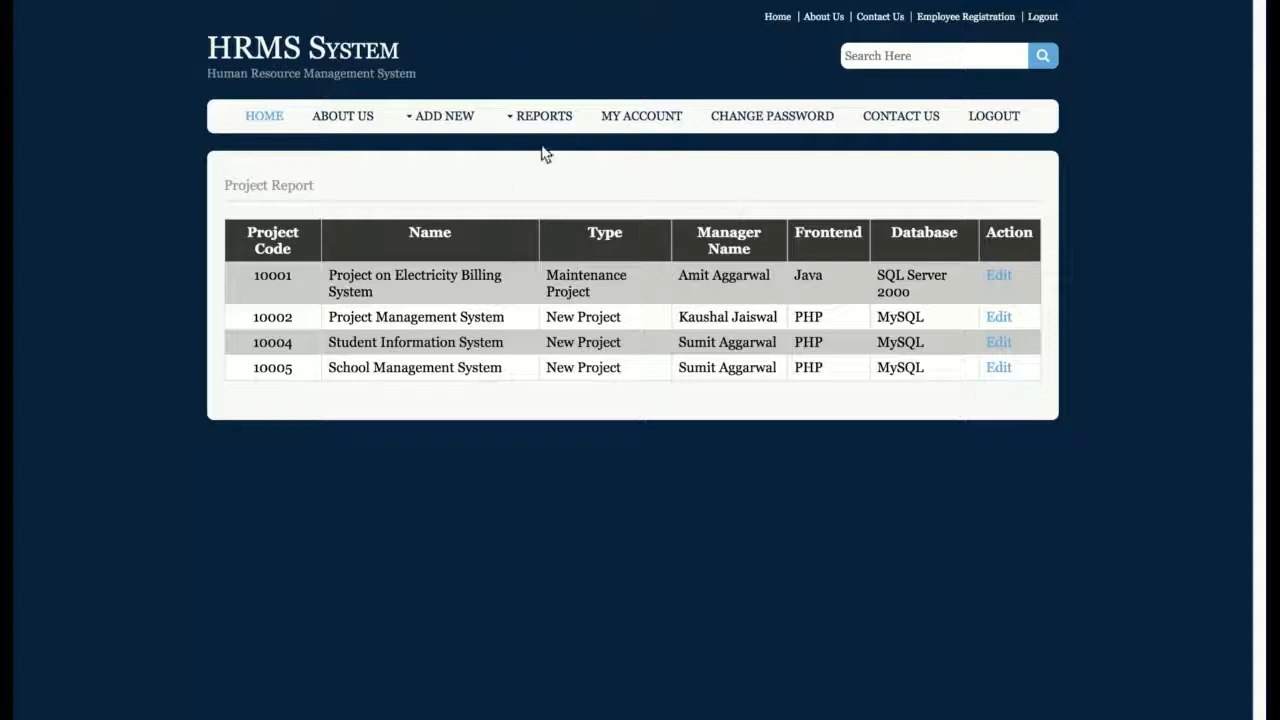 Home | About Us | Contact Us | Employee Registration | Logout
HRMS System
Human Resource Management System
Search Here
HOME ABOUT US ADD NEW REPORTS MY ACCOUNT CHANGE PASSWORD CONTACT US LOGOUT
Project Report
Project Code Name Type Manager Name Frontend Database Action
10001 Project on Electricity Billing System Maintenance Project Amit Aggarwal Java SQL Server 2000 Edit
10002 Project Management System New Project Kaushal Jaiswal PHP MySQL Edit
10004 Student Information System New Project Sumit Aggarwal PHP MySQL Edit
10005 School Management System New Project Sumit Aggarwal PHP MySQL Edit